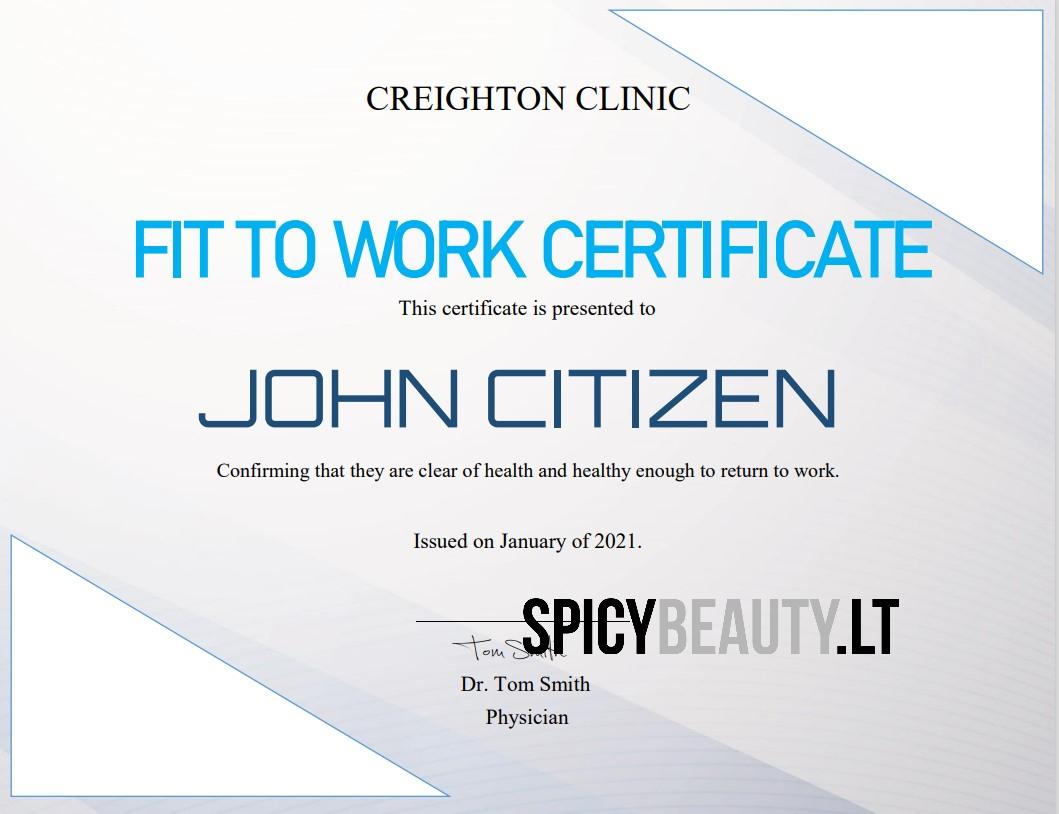 CREIGHTON CLINIC
FIT TO WORK CERTIFICATE
This certificate is presented to
JOHN CITIZEN
Confirming that they are clear of health and healthy enough to return to work.
Issued on January of 2021.
SPICYBEAUTY.LT
Tom Smith
Dr. Tom Smith
Physician